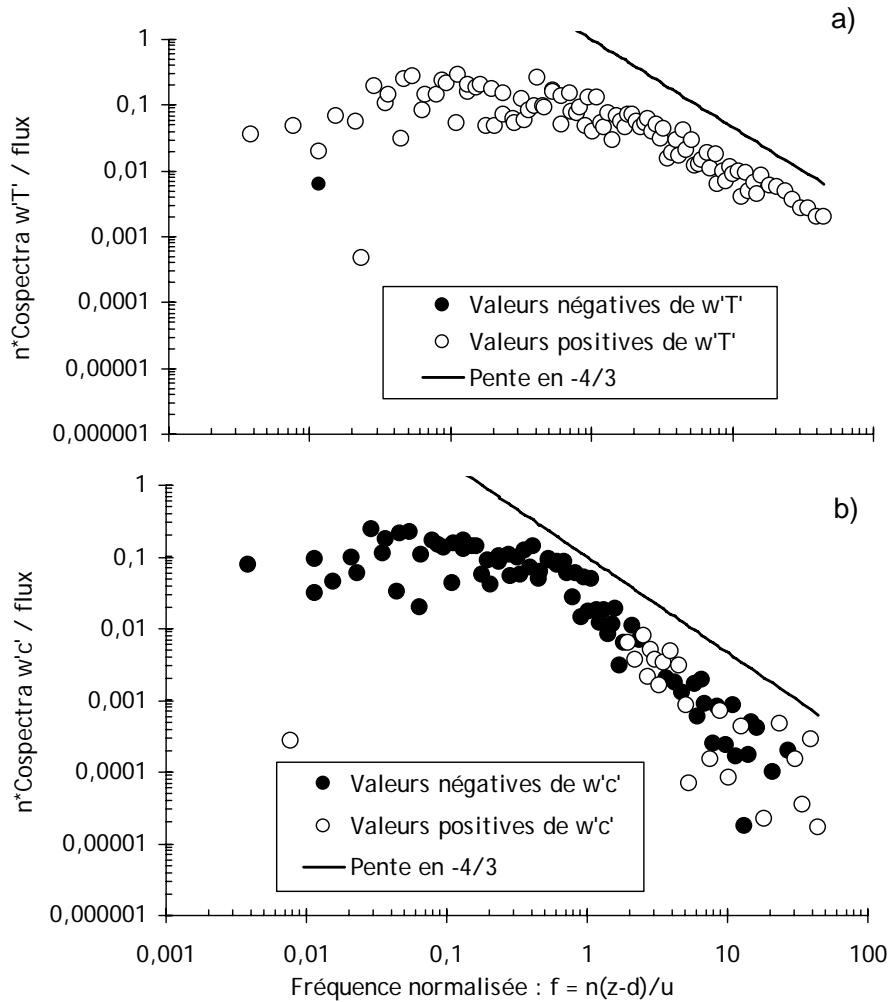 a)
n*Cospectra w'T' / flux
1
0,1
0,01
0,001
0,0001
0,00001
0,000001
Valeurs négatives de w'T'
Valeurs positives de w'T'
Pente en -4/3
b)
n*Cospectra w'c' / flux
1
0,1
0,01
0,001
0,0001
0,00001
0,000001
Valeurs négatives de w'c'
Valeurs positives de w'c'
Pente en -4/3
0,001 0,01 0,1 1 10 100
Fréquence normalisée : f = n(z-d)/u